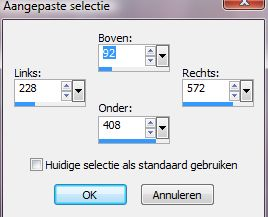 Aangepaste selectie
Boven:
92
Links:
228
Rechts:
572
Onder:
408
Huidige selectie als standaard gebruiken
OK
Annuleren